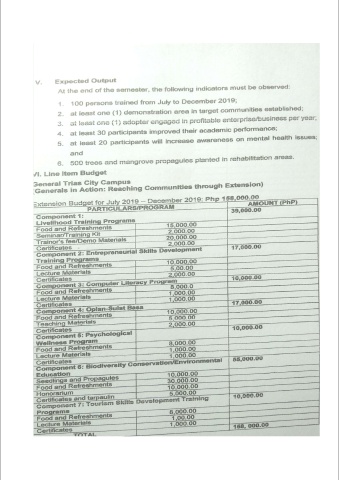 V. Expected Output
At the end of the semester, the following indicators must be observed:
1. 100 persons trained from July to December 2019;
2. at least one (1) demonstration area in target communities established;
3. at least one (1) adopter engaged in profitable enterprise/business per year;
4. at least 30 participants improved their academic performance;
5. at least 20 participants will increase awareness on mental health issues;
and
6. 500 trees and mangrove propagules planted in rehabilitation areas.
VI. Line Item Budget
General Trias City Campus
Generals in Action: Reaching Communities (through Extension)
Extension Budget for July 2019 – December 2019: Php 188,000.00
PARTICULARS/PROGRAM AMOUNT (PhP)
Component 1: 39,000.00
Livelihood Training Programs
Food and Refreshments 15,000.00
Seminar/Training Kit 2,000.00
Trainor's fee/Demo Materials 20,000.00
Certificates 2,000.00
Component 2: Entrepreneurial Skills Development 17,000.00
Training Programs
Food and Refreshments 10,000.00
Lecture Materials 5,00.00
Certificates 2,000.00
Component 3: Computer Literacy Program 10,000.00
Food and Refreshments 8,000.0
Lecture Materials 1,000.00
Certificates 1,000.00
Component 4: Oplan-Sulat Basa 17,000.00
Food and Refreshments 10,000.00
Teaching Materials 5,000.00
Certificates 2,000.00
Component 5: Psychological 10,000.00
Wellness Program
Food and Refreshments 8,000.00
Lecture Materials 1,000.00
Certificates 1,000.00
Component 6: Biodiversity Conservation/Environmental 55,000.00
Education
Seedlings and Propagules 10,000.00
Food and Refreshments 30,000.00
Honorarium 10,000.00
Certificates and tarpaulin 5,000.00
Component 7: Tourism Skills Development Training 10,000.00
Programs
Food and Refreshments 8,000.00
Lecture Materials 1,00.00
Certificates 1,000.00
TOTAL 188, 000.00